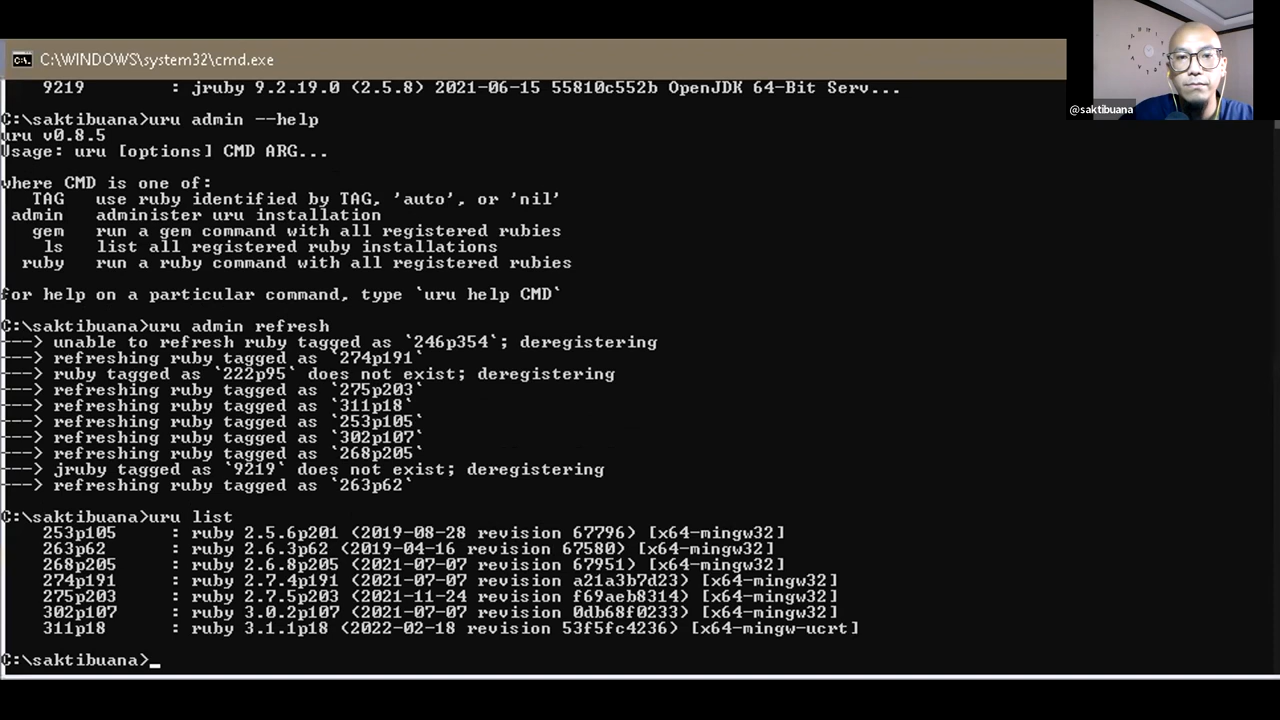 C:\WINDOWS\system32\cmd.exe
@saktibuana
9219 : jruby 9.2.19.0 (2.5.8) 2021-06-15 55810c552b OpenJDK 64-Bit Serv...
C:\saktibuana>uru admin --help
uru v0.8.5
Usage: uru [options] CMD ARG...
where CMD is one of:
TAG use ruby identified by TAG, 'auto', or 'nil'
admin administer uru installation
gem run a gem command with all registered rubies
ls list all registered ruby installations
ruby run a ruby command with all registered rubies
for help on a particular command, type `uru help CMD`
C:\saktibuana>uru admin refresh
---> unable to refresh ruby tagged as `246p354`; deregistering
---> refreshing ruby tagged as `274p191`
---> ruby tagged as `222p95` does not exist; deregistering
---> refreshing ruby tagged as `275p203`
---> refreshing ruby tagged as `311p18`
---> refreshing ruby tagged as `253p105`
---> refreshing ruby tagged as `302p107`
---> refreshing ruby tagged as `268p205`
---> jruby tagged as `9219` does not exist; deregistering
---> refreshing ruby tagged as `263p62`
C:\saktibuana>uru list
253p105 : ruby 2.5.6p201 (2019-08-28 revision 67796) [x64-mingw32]
263p62 : ruby 2.6.3p62 (2019-04-16 revision 67580) [x64-mingw32]
268p205 : ruby 2.6.8p205 (2021-07-07 revision 67951) [x64-mingw32]
274p191 : ruby 2.7.4p191 (2021-07-07 revision a21a3b7d23) [x64-mingw32]
275p203 : ruby 2.7.5p203 (2021-11-24 revision f69aeb8314) [x64-mingw32]
302p107 : ruby 3.0.2p107 (2021-07-07 revision 0db68f0233) [x64-mingw32]
311p18 : ruby 3.1.1p18 (2022-02-18 revision 53f5fc4236) [x64-mingw-ucrt]
C:\saktibuana>_